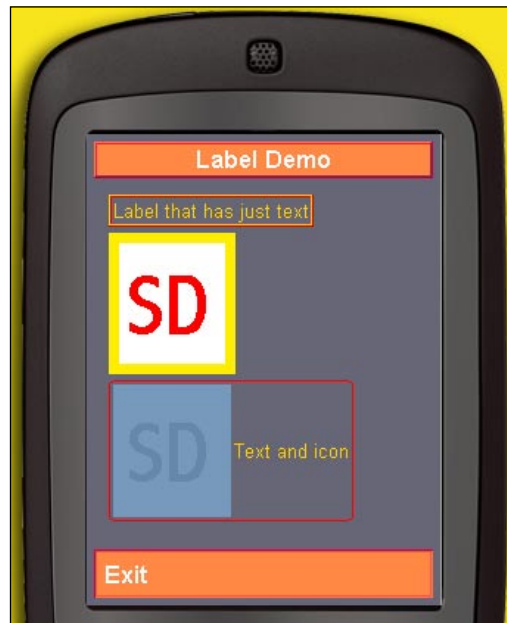 Label Demo
Label that has just text
SD
SD
Text and icon
Exit